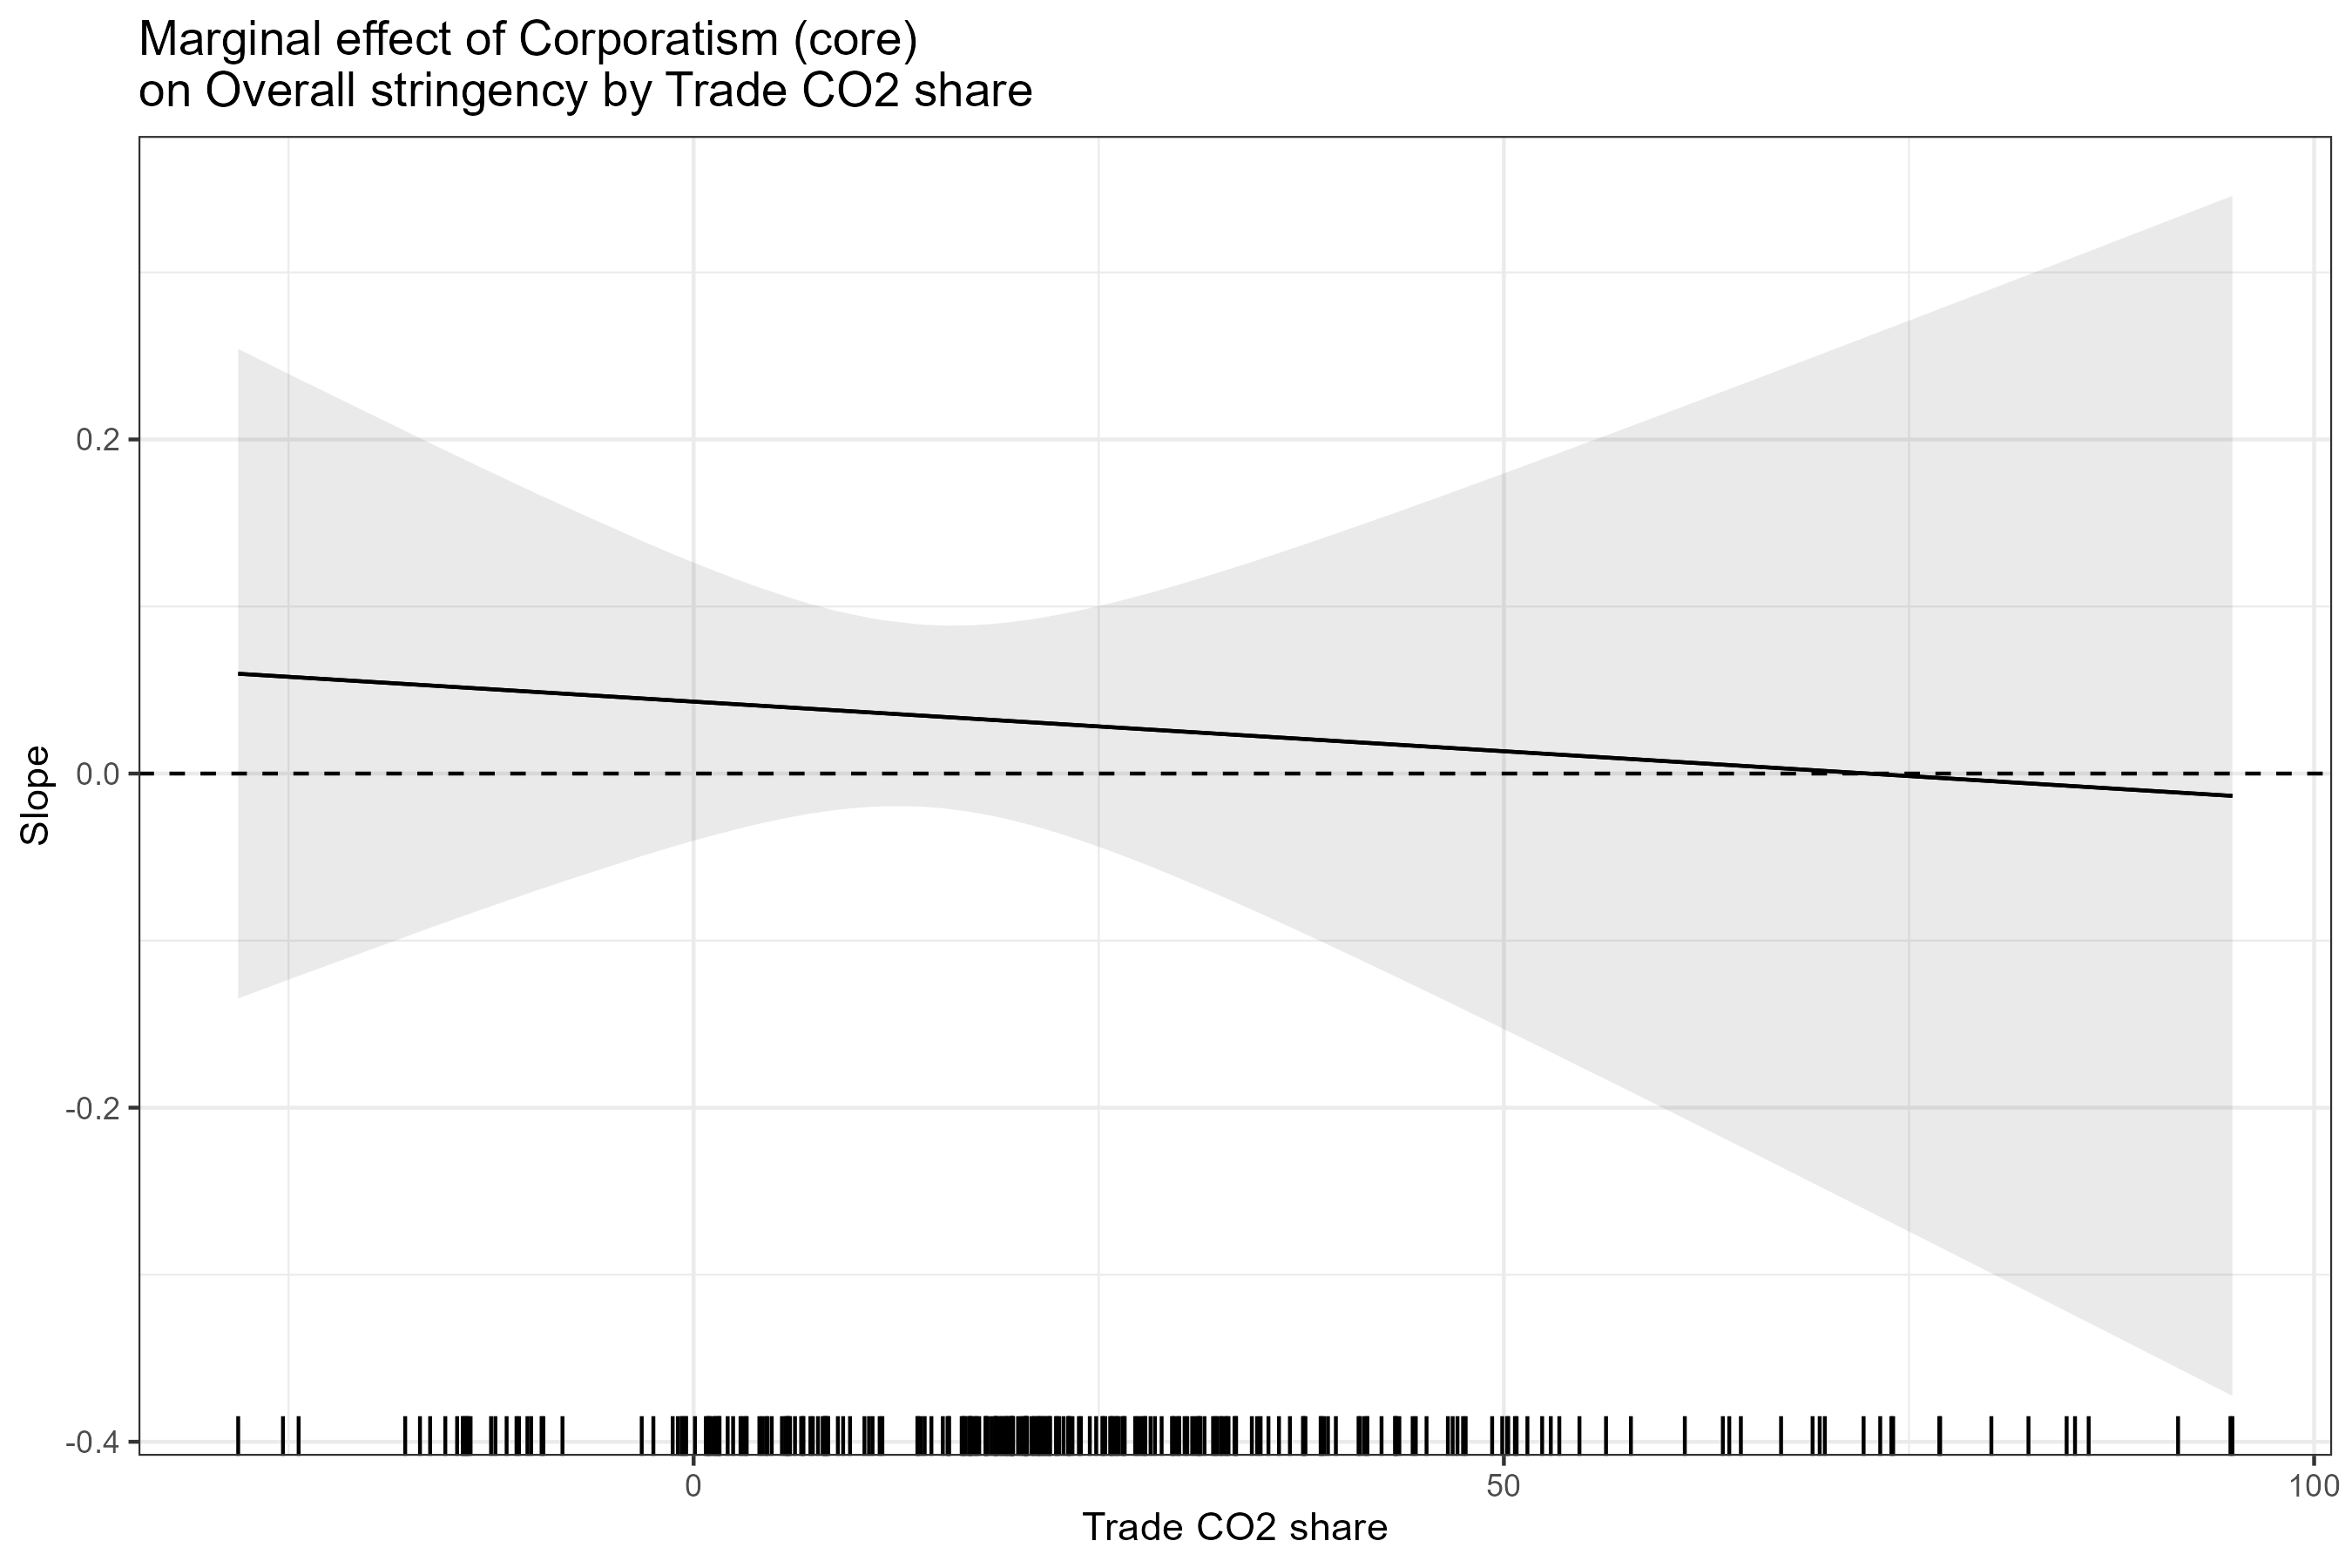 Marginal effect of Corporatism (core)
on Overall stringency by Trade CO2 share
Slope
0.2
0.0
-0.2
-0.4
0
50
100
Trade CO2 share